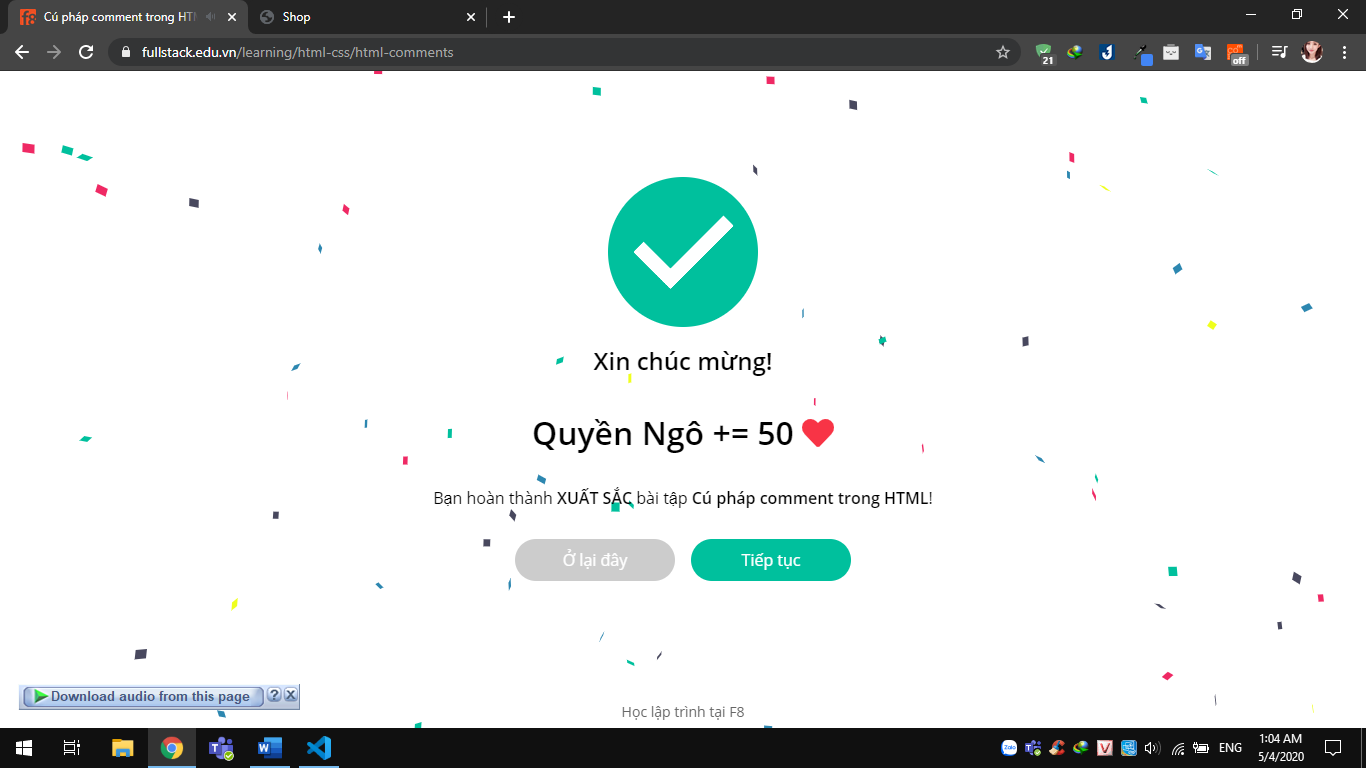 Cú pháp comment trong HT
Shop
fullstack.edu.vn/learning/html-css/html-comments
21
off
Xin chúc mừng!
Quyền Ngô += 50
Bạn hoàn thành XUẤT SẮC bài tập Cú pháp comment trong HTML!
Ở lại đây
Tiếp tục
Download audio from this page ? X
Học lập trình tại F8
Zalo
ENG
1:04 AM
5/4/2020